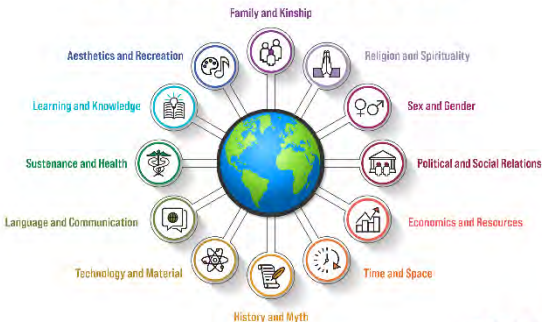 Family and Kinship
Religion and Spirituality
Sex and Gender
Political and Social Relations
Economics and Resources
Time and Space
History and Myth
Technology and Material
Language and Communication
Sustenance and Health
Learning and Knowledge
Aesthetics and Recreation